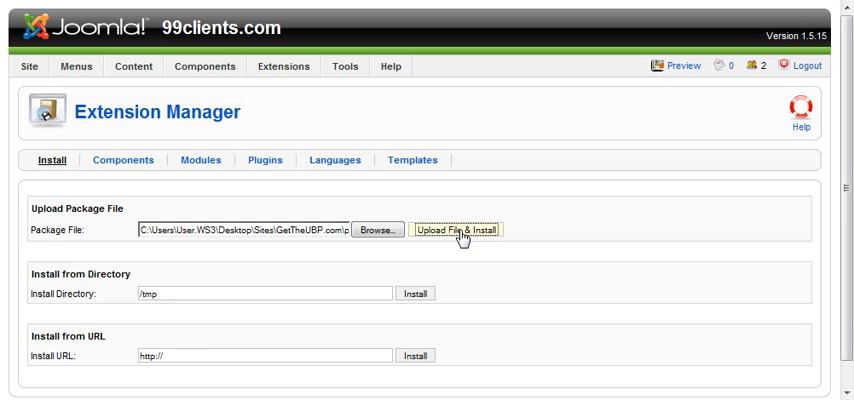 Joomla! 99clients.com
Version 1.5.15
Site Menus Content Components Extensions Tools Help Preview 0 2 Logout
Extension Manager
Help
Install Components Modules Plugins Languages Templates
Upload Package File
Package File: C:\Users\User.WS3\Desktop\Sites\GetTheUBP.com\p Browse... Upload File & Install
Install from Directory
Install Directory: /tmp Install
Install from URL
Install URL: http:// Install